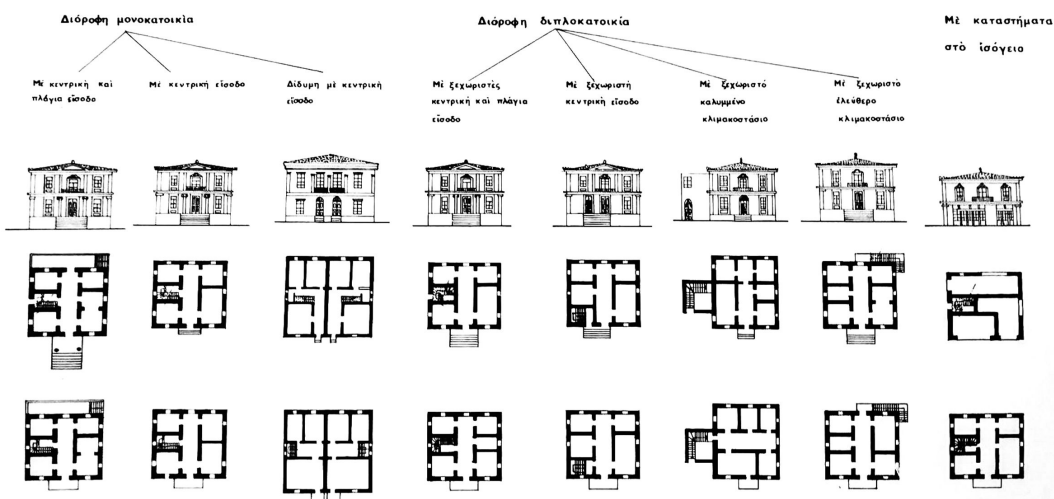 Διόροφη μονοκατοικὶα
Διόροφη διπλοκατοικία
Μὲ καταστήματα
στὸ ἰσόγειο
Μὲ κεντρικὴ καὶ
πλάγια εἴσοδο
Μὲ κεντρικὴ εἴσοδο
Δίδυμη μὲ κεντρικὴ
εἴσοδο
Μὲ ξεχωριστὲς
κεντρικὴ καὶ πλάγια
εἴσοδο
Μὲ ξεχωριστὴ
κεντρικὴ εἴσοδο
Μὲ ξεχωριστὸ
καλυμμένο
κλιμακοστάσιο
Μὲ ξεχωριστὸ
ἐλεύθερο
κλιμακοστάσιο